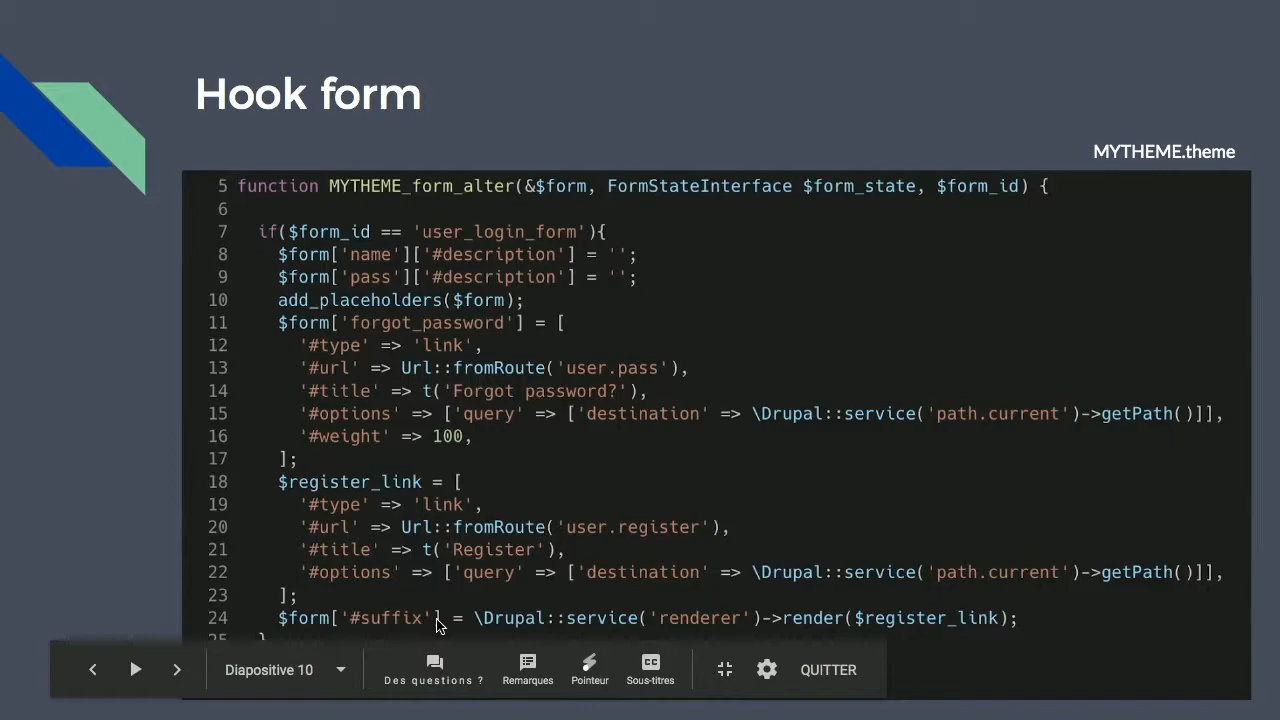 Hook form
MYTHEME.theme
5 function MYTHEME_form_alter(&$form, FormStateInterface $form_state, $form_id) {
6
7 if($form_id == 'user_login_form'){
8 $form['name']['#description'] = '';
9 $form['pass']['#description'] = '';
10 add_placeholders($form);
11 $form['forgot_password'] = [
12 '#type' => 'link',
13 '#url' => Url::fromRoute('user.pass'),
14 '#title' => t('Forgot password?'),
15 '#options' => ['query' => ['destination' => \Drupal::service('path.current')->getPath()]],
16 '#weight' => 100,
17 ];
18 $register_link = [
19 '#type' => 'link',
20 '#url' => Url::fromRoute('user.register'),
21 '#title' => t('Register'),
22 '#options' => ['query' => ['destination' => \Drupal::service('path.current')->getPath()]],
23 ];
24 $form['#suffix'] = \Drupal::service('renderer')->render($register_link);
25 }
Diapositive 10
Des questions ?
Remarques
Pointeur
Sous-titres
QUITTER